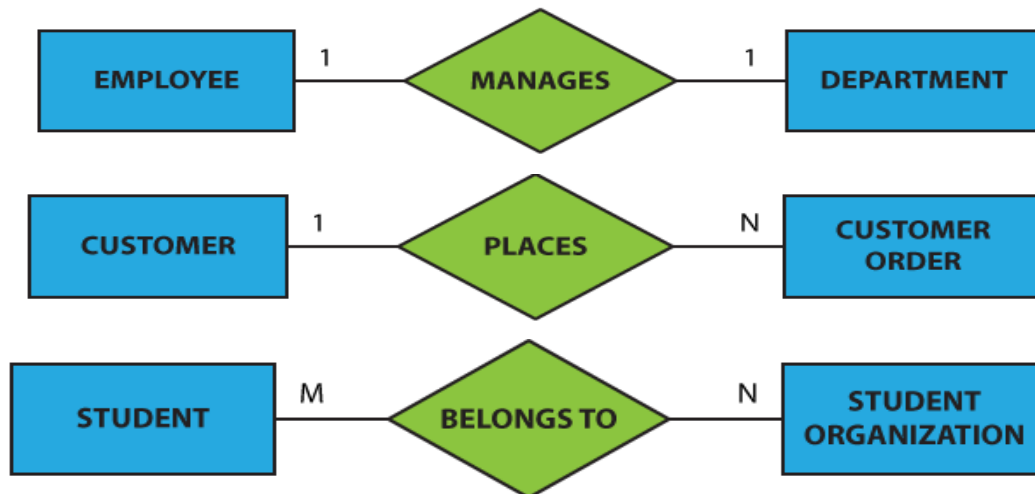 1 1
EMPLOYEE MANAGES DEPARTMENT
1 N
CUSTOMER PLACES CUSTOMER
ORDER
M N
STUDENT BELONGS TO STUDENT
ORGANIZATION